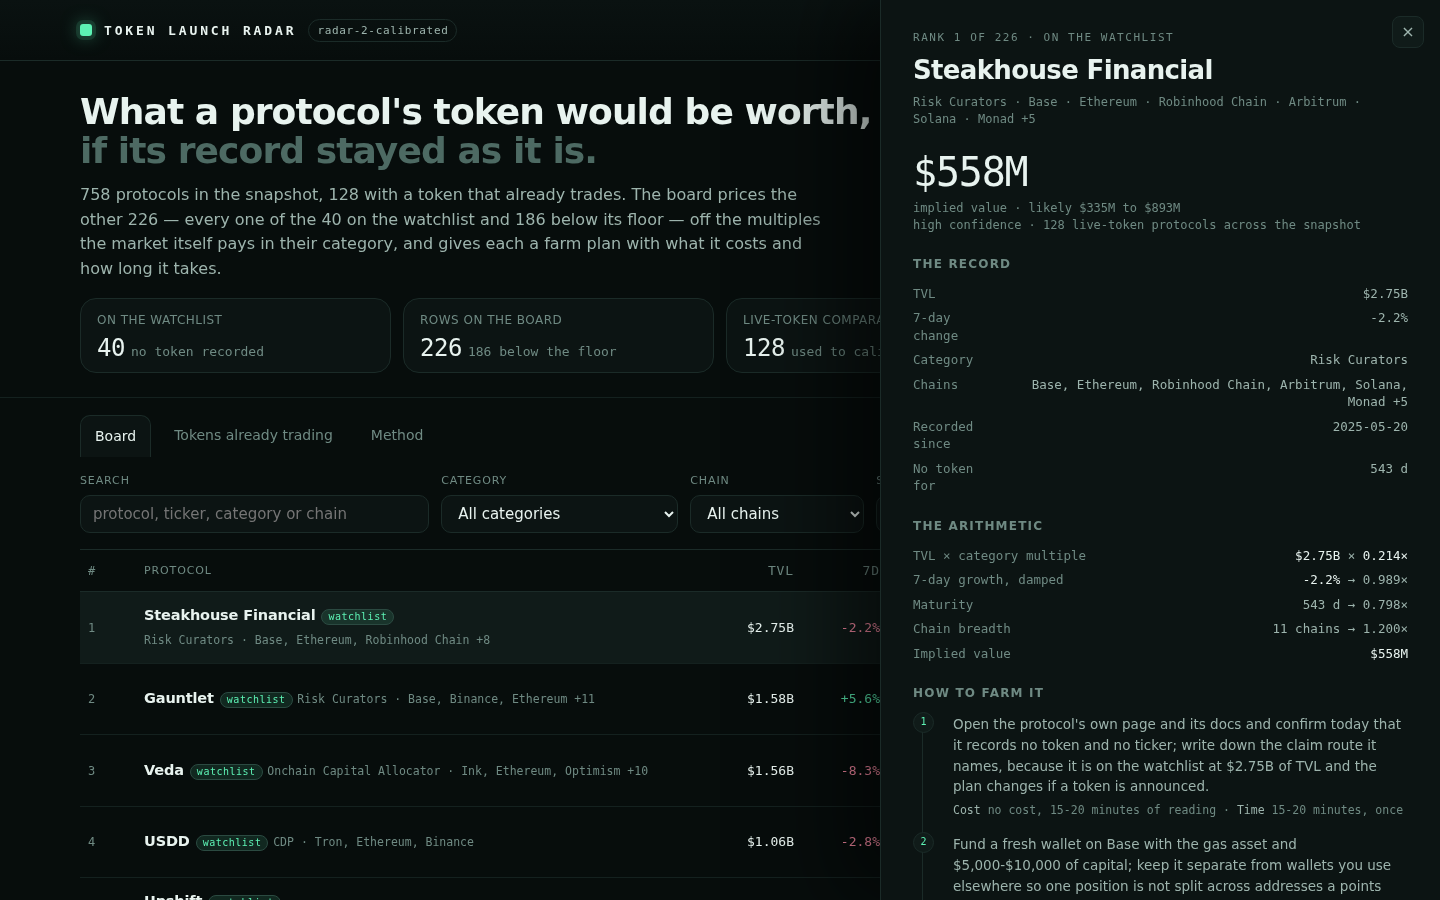 TOKEN LAUNCH RADAR radar-2-calibrated
What a protocol's token would be worth,
if its record stayed as it is.
758 protocols in the snapshot, 128 with a token that already trades. The board prices the
other 226 — every one of the 40 on the watchlist and 186 below its floor — off the multiples
the market itself pays in their category, and gives each a farm plan with what it costs and
how long it takes.
ON THE WATCHLIST
40 no token recorded
ROWS ON THE BOARD
226 186 below the floor
LIVE-TOKEN
128 used to
Board Tokens already trading Method
SEARCH CATEGORY CHAIN
protocol, ticker, category or chain All categories All chains
# PROTOCOL TVL 7D
1 Steakhouse Financial watchlist $2.75B -2.2%
Risk Curators · Base, Ethereum, Robinhood Chain +8
2 Gauntlet watchlist Risk Curators · Base, Binance, Ethereum +11 $1.58B +5.6%
3 Veda watchlist Onchain Capital Allocator · Ink, Ethereum, Optimism +10 $1.56B -8.3%
4 USDD watchlist CDP · Tron, Ethereum, Binance $1.06B -2.8%
RANK 1 OF 226 · ON THE WATCHLIST
×
Steakhouse Financial
Risk Curators · Base · Ethereum · Robinhood Chain · Arbitrum ·
Solana · Monad +5
$558M
implied value · likely $335M to $893M
high confidence · 128 live-token protocols across the snapshot
THE RECORD
TVL $2.75B
7-day change -2.2%
Category Risk Curators
Chains Base, Ethereum, Robinhood Chain, Arbitrum, Solana,
Monad +5
Recorded since 2025-05-20
No token for 543 d
THE ARITHMETIC
TVL × category multiple $2.75B × 0.214×
7-day growth, damped -2.2% → 0.989×
Maturity 543 d → 0.798×
Chain breadth 11 chains → 1.200×
Implied value $558M
HOW TO FARM IT
1 Open the protocol's own page and its docs and confirm today that
it records no token and no ticker; write down the claim route it
names, because it is on the watchlist at $2.75B of TVL and the
plan changes if a token is announced.
Cost no cost, 15-20 minutes of reading · Time 15-20 minutes, once
2 Fund a fresh wallet on Base with the gas asset and
$5,000-$10,000 of capital; keep it separate from wallets you use
elsewhere so one position is not split across addresses a points